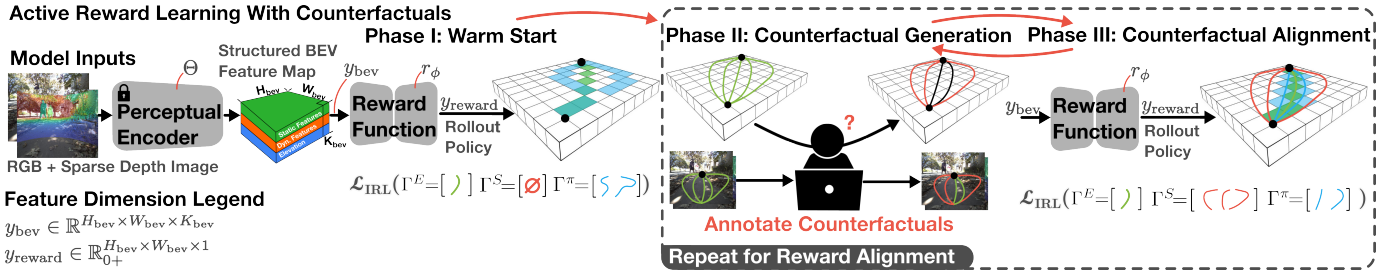 Active Reward Learning With Counterfactuals
Phase I: Warm Start
Phase II: Counterfactual Generation
Phase III: Counterfactual Alignment
Model Inputs
Θ
Structured BEV
Feature Map
y_bev
r_ϕ
H_bev
W_bev
K_bev
Perceptual
Encoder
Static Features
Dyn. Features
Elevation
Reward
Function
y_reward
Rollout
Policy
RGB + Sparse Depth Image
ℒ_IRL(Γ^E=[ ] Γ^S=[∅] Γ^π=[ ])
Feature Dimension Legend
y_bev ∈ ℝ^{H_bev×W_bev×K_bev}
y_reward ∈ ℝ_{0+}^{H_bev×W_bev×1}
?
Annotate Counterfactuals
Repeat for Reward Alignment
y_bev
r_ϕ
Reward
Function
y_reward
Rollout
Policy
ℒ_IRL(Γ^E=[ ] Γ^S=[ ] Γ^π=[ ])